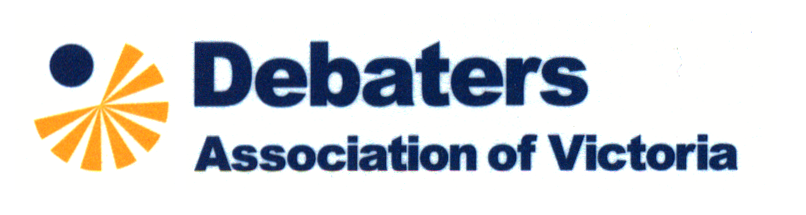 Debaters
Association of Victoria